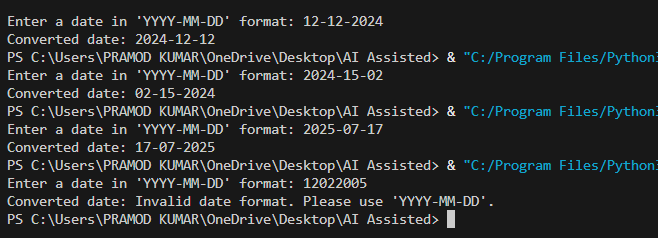 Enter a date in 'YYYY-MM-DD' format: 12-12-2024
Converted date: 2024-12-12
PS C:\Users\PRAMOD KUMAR\OneDrive\Desktop\AI Assisted> & "C:/Program Files/Python
Enter a date in 'YYYY-MM-DD' format: 2024-15-02
Converted date: 02-15-2024
PS C:\Users\PRAMOD KUMAR\OneDrive\Desktop\AI Assisted> & "C:/Program Files/Python
Enter a date in 'YYYY-MM-DD' format: 2025-07-17
Converted date: 17-07-2025
PS C:\Users\PRAMOD KUMAR\OneDrive\Desktop\AI Assisted> & "C:/Program Files/Python
Enter a date in 'YYYY-MM-DD' format: 12022005
Converted date: Invalid date format. Please use 'YYYY-MM-DD'.
PS C:\Users\PRAMOD KUMAR\OneDrive\Desktop\AI Assisted>